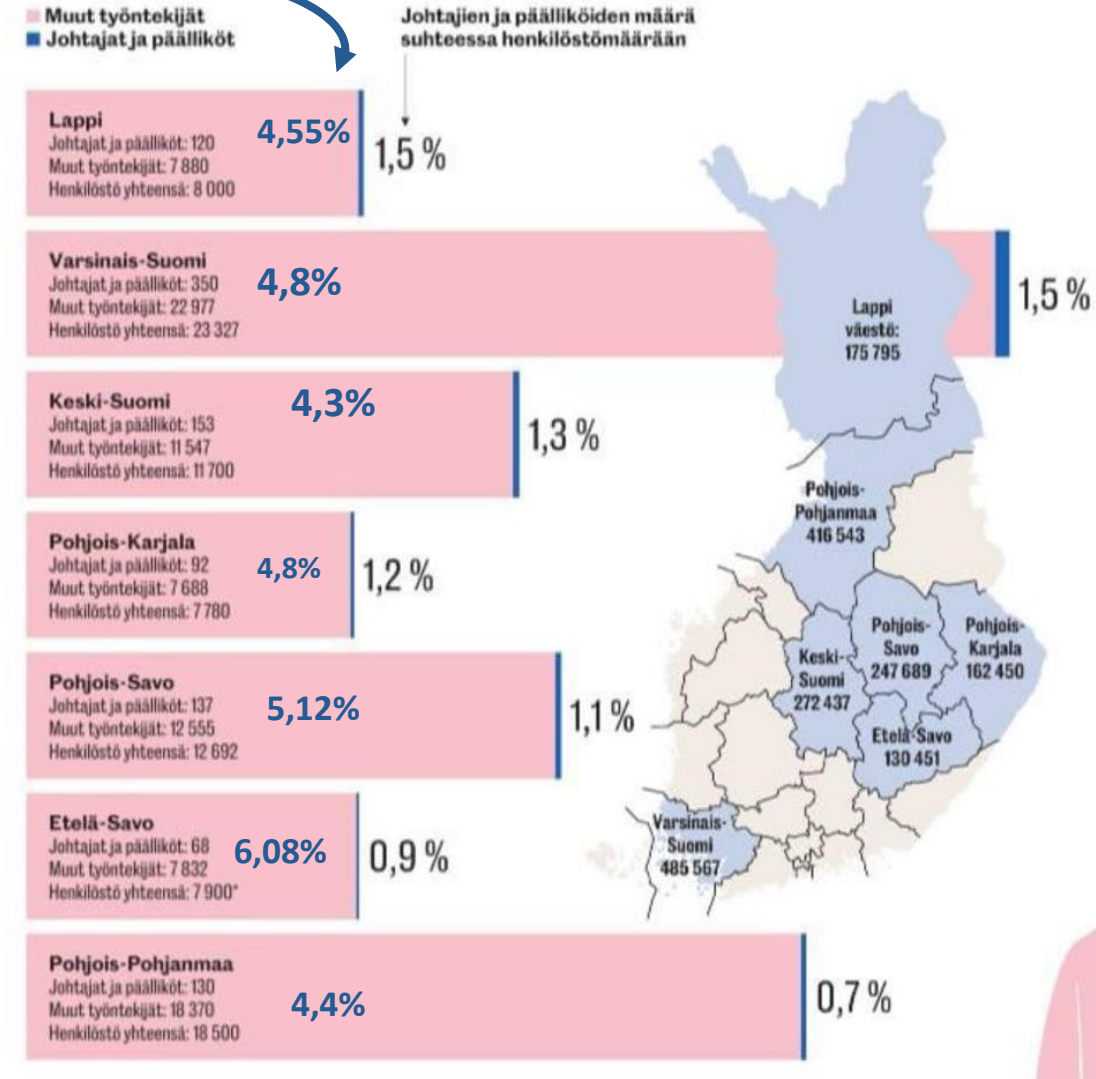 Muut työntekijät
Johtajat ja päälliköt
Johtajien ja päälliköiden määrä
suhteessa henkilöstömäärään
Lappi
Johtajat ja päälliköt: 120
Muut työntekijät: 7 880
Henkilöstö yhteensä: 8 000
4,55%
1,5 %
Varsinais-Suomi
Johtajat ja päälliköt: 350
Muut työntekijät: 22 977
Henkilöstö yhteensä: 23 327
4,8%
1,5 %
Keski-Suomi
Johtajat ja päälliköt: 153
Muut työntekijät: 11 547
Henkilöstö yhteensä: 11 700
4,3%
1,3 %
Pohjois-Karjala
Johtajat ja päälliköt: 92
Muut työntekijät: 7 688
Henkilöstö yhteensä: 7 780
4,8%
1,2 %
Pohjois-Savo
Johtajat ja päälliköt: 137
Muut työntekijät: 12 555
Henkilöstö yhteensä: 12 692
5,12%
1,1 %
Etelä-Savo
Johtajat ja päälliköt: 68
Muut työntekijät: 7 832
Henkilöstö yhteensä: 7 900*
6,08%
0,9 %
Pohjois-Pohjanmaa
Johtajat ja päälliköt: 130
Muut työntekijät: 18 370
Henkilöstö yhteensä: 18 500
4,4%
0,7 %
Lappi
väestö:
175 795
Pohjois-
Pohjanmaa
416 543
Pohjois-
Savo
247 689
Pohjois-
Karjala
162 450
Keski-
Suomi
272 437
Etelä-Savo
130 451
Varsinais-
Suomi
485 567